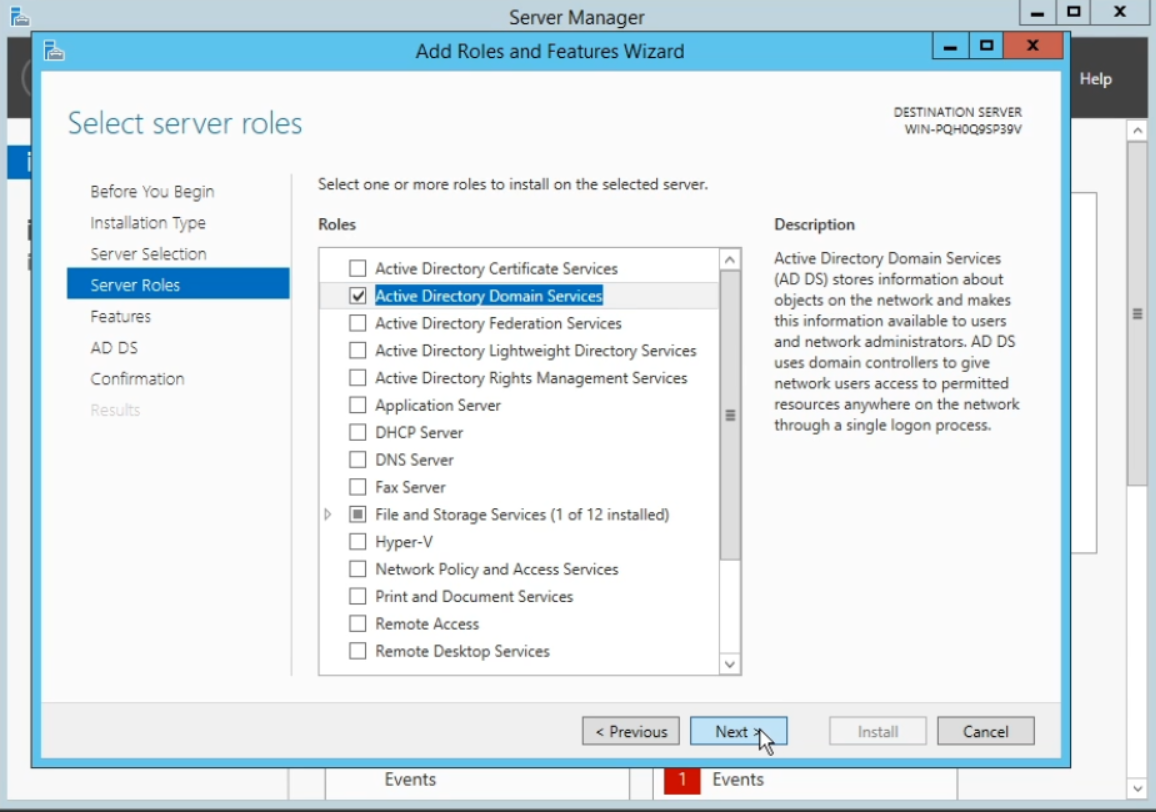 Server Manager
Add Roles and Features Wizard
Help
Select server roles
DESTINATION SERVER
WIN-PQH0Q9SP39V
Before You Begin
Installation Type
Server Selection
Server Roles
Features
AD DS
Confirmation
Results
Select one or more roles to install on the selected server.
Roles
Active Directory Certificate Services
Active Directory Domain Services
Active Directory Federation Services
Active Directory Lightweight Directory Services
Active Directory Rights Management Services
Application Server
DHCP Server
DNS Server
Fax Server
File and Storage Services (1 of 12 installed)
Hyper-V
Network Policy and Access Services
Print and Document Services
Remote Access
Remote Desktop Services
Description
Active Directory Domain Services
(AD DS) stores information about
objects on the network and makes
this information available to users
and network administrators. AD DS
uses domain controllers to give
network users access to permitted
resources anywhere on the network
through a single logon process.
< Previous
Next >
Install
Cancel
Events
1 Events